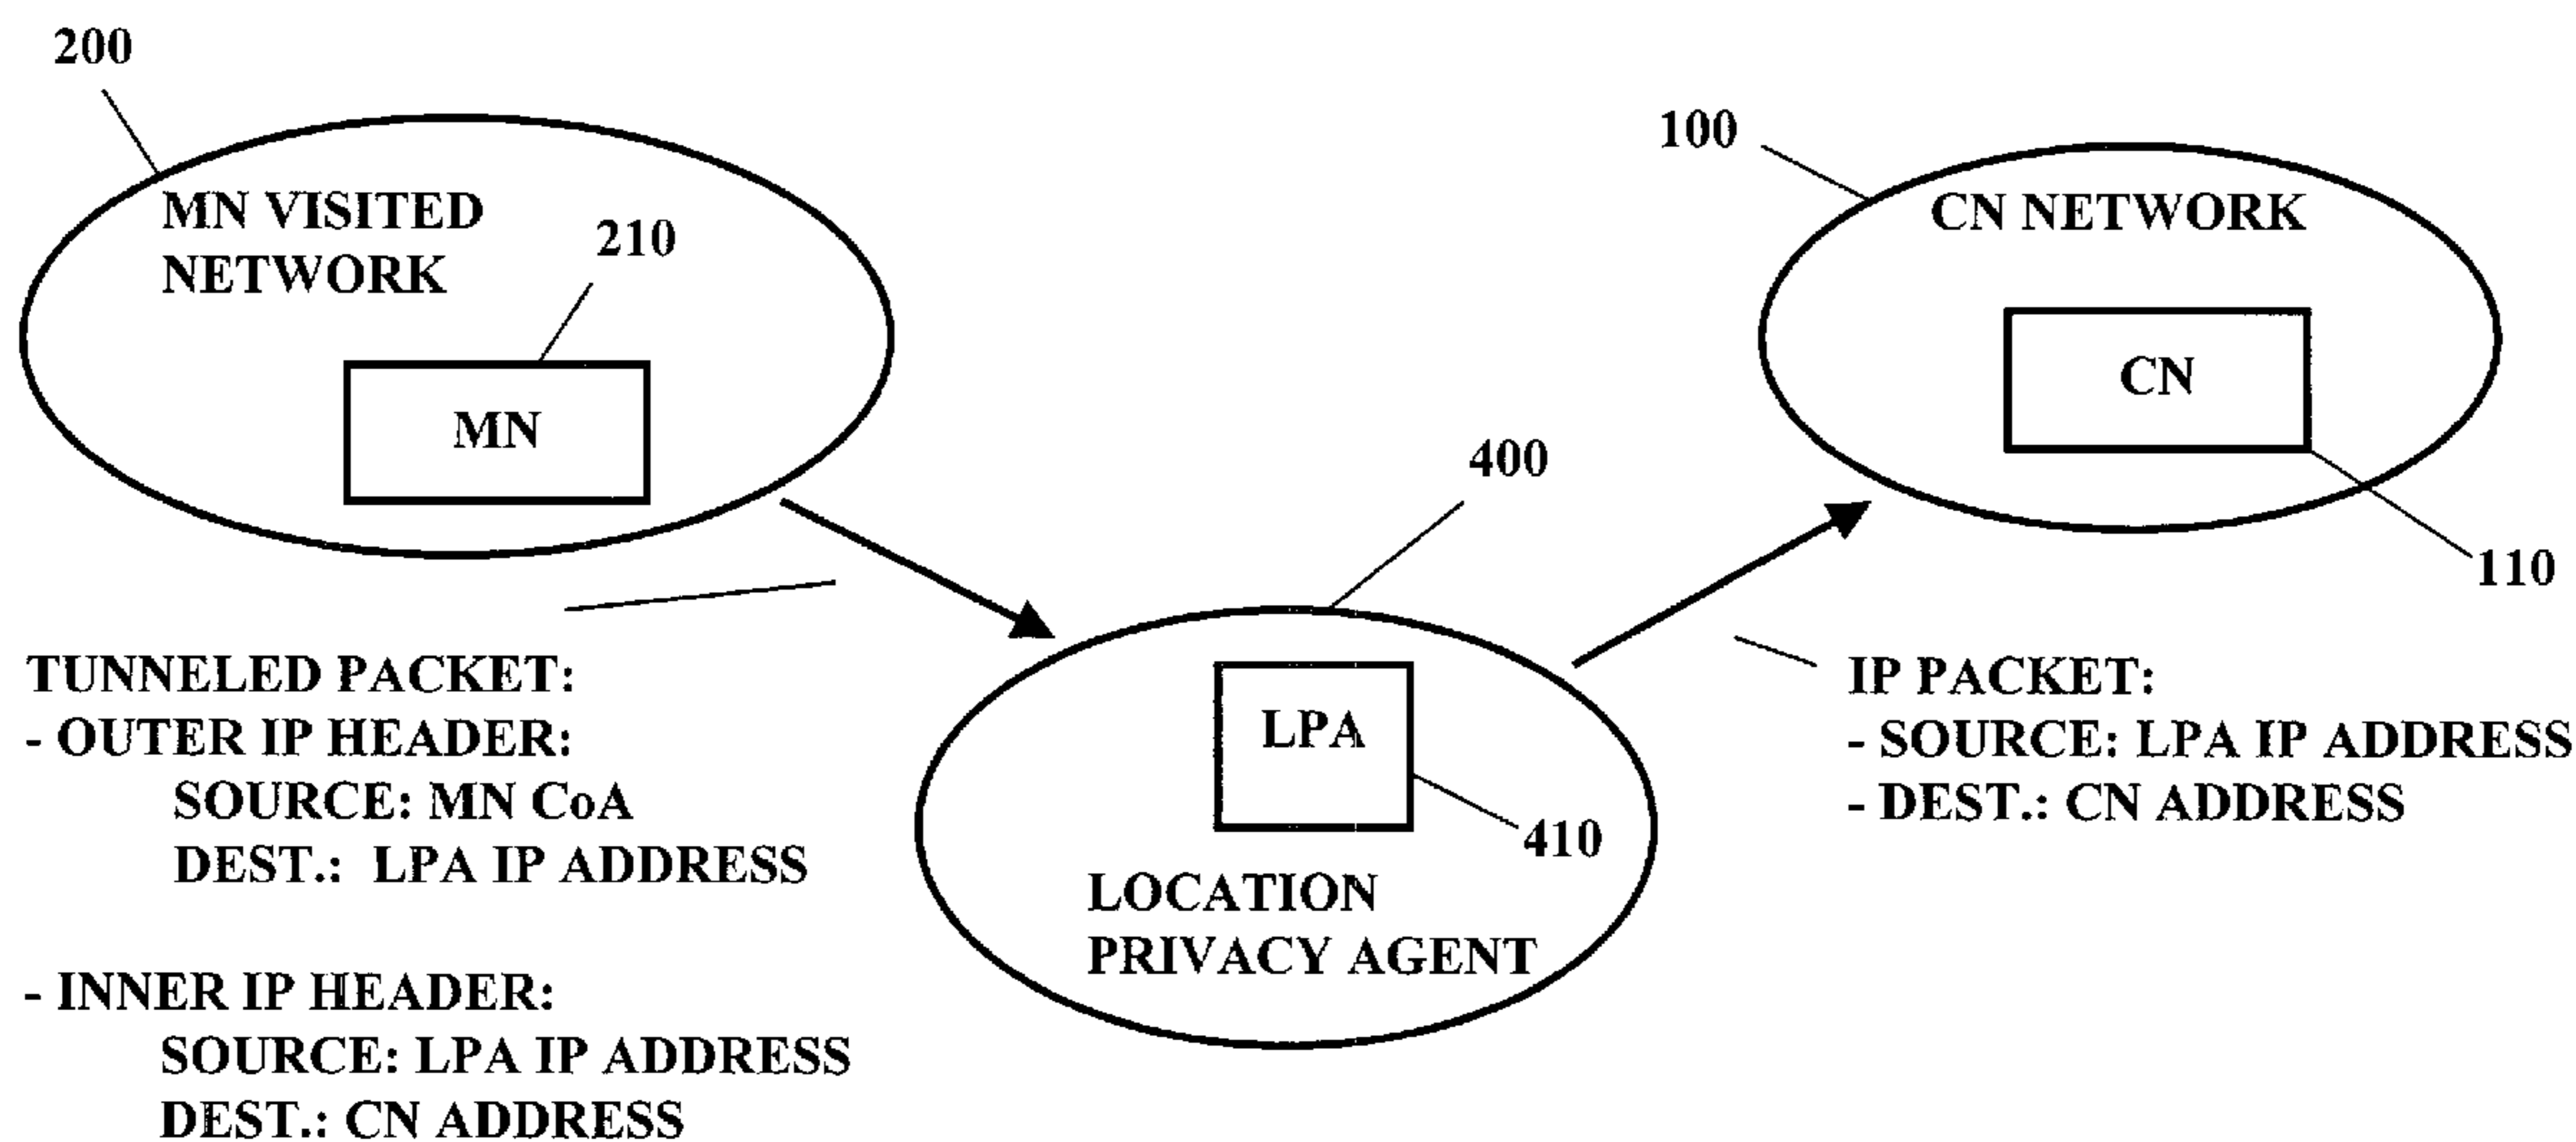 200
MN VISITED
NETWORK
210
MN
100
CN NETWORK
CN
110
400
LPA
410
LOCATION
PRIVACY AGENT
TUNNELED PACKET:
- OUTER IP HEADER:
SOURCE: MN CoA
DEST.: LPA IP ADDRESS
- INNER IP HEADER:
SOURCE: LPA IP ADDRESS
DEST.: CN ADDRESS
IP PACKET:
- SOURCE: LPA IP ADDRESS
- DEST.: CN ADDRESS